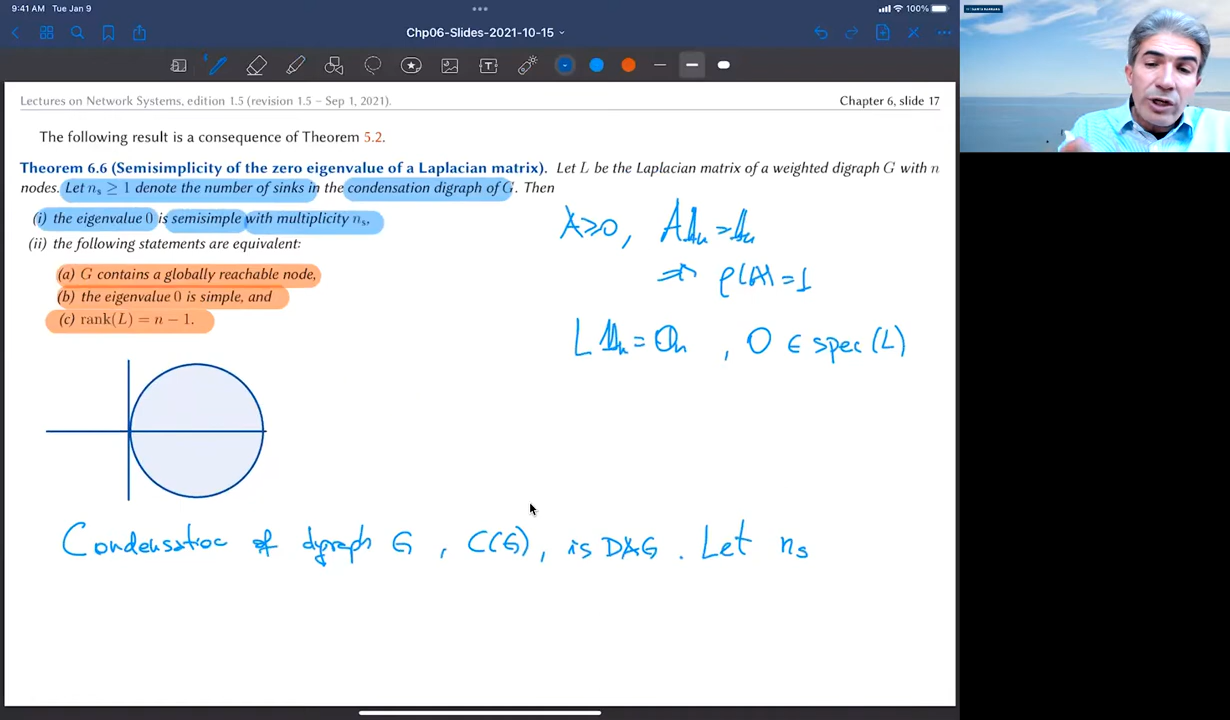 9:41 AM Tue Jan 9
100%
Chp06-Slides-2021-10-15
Lectures on Network Systems, edition 1.5 (revision 1.5 – Sep 1, 2021).
Chapter 6, slide 17
The following result is a consequence of Theorem 5.2.
Theorem 6.6 (Semisimplicity of the zero eigenvalue of a Laplacian matrix). Let L be the Laplacian matrix of a weighted digraph G with n
nodes. Let nₛ ≥ 1 denote the number of sinks in the condensation digraph of G. Then
(i) the eigenvalue 0 is semisimple with multiplicity nₛ,
(ii) the following statements are equivalent:
(a) G contains a globally reachable node,
(b) the eigenvalue 0 is simple, and
(c) rank(L) = n − 1.
A ≥ 0, A𝟙ₙ = 𝟙ₙ
⇒ ρ(A) = 1
L 𝟙ₙ = 𝟘ₙ , 0 ∈ spec(L)
Condensation of digraph G , C(G), is DAG . Let nₛ